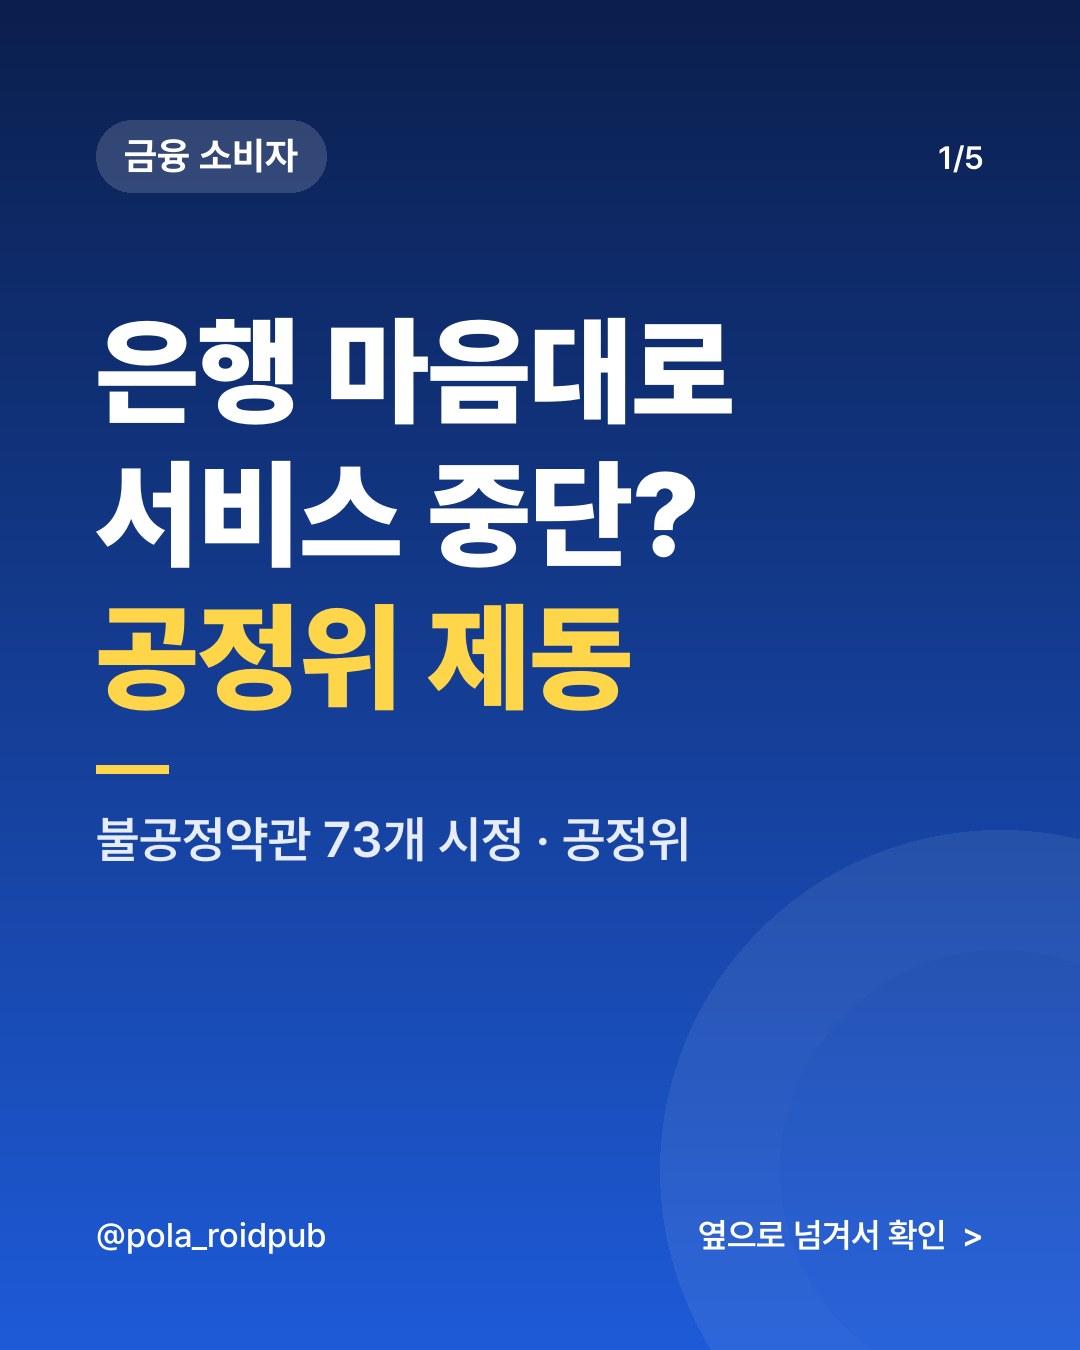 금융 소비자
1/5
은행 마음대로
서비스 중단?
공정위 제동
불공정약관 73개 시정 · 공정위
@pola_roidpub
옆으로 넘겨서 확인 >